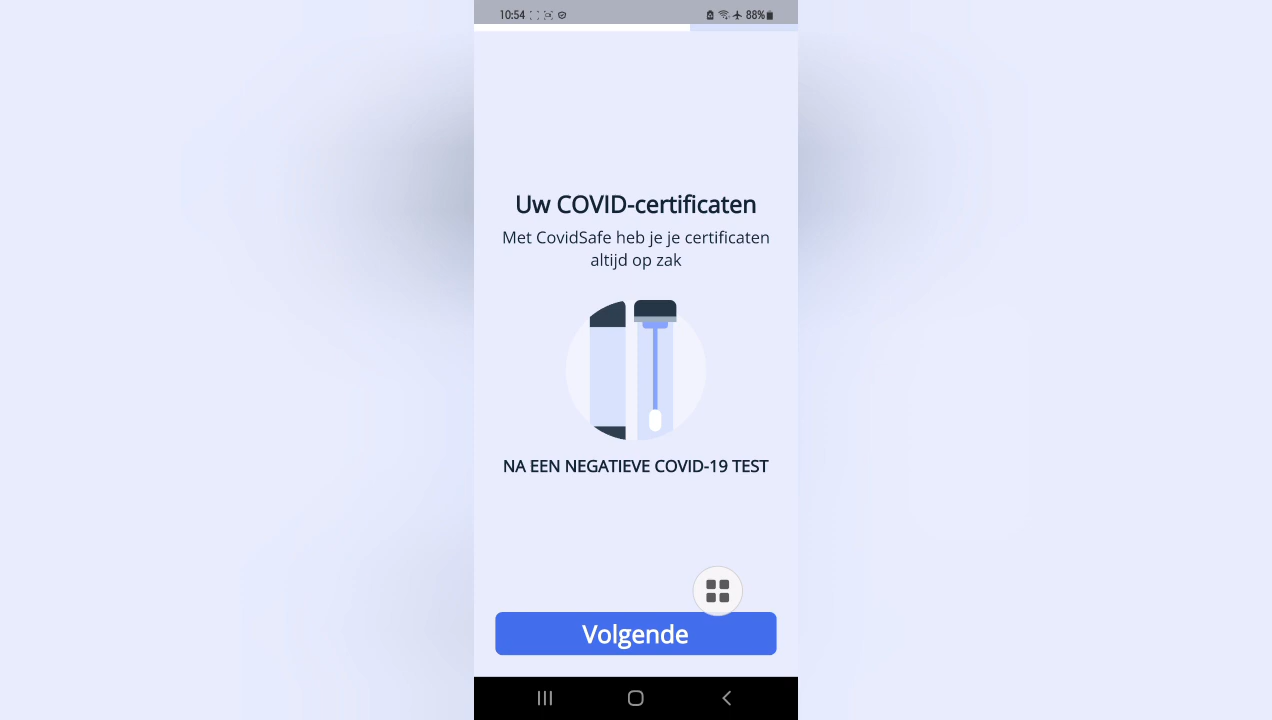 10:54 88%
Uw COVID-certificaten
Met CovidSafe heb je je certificaten
altijd op zak
NA EEN NEGATIEVE COVID-19 TEST
Volgende